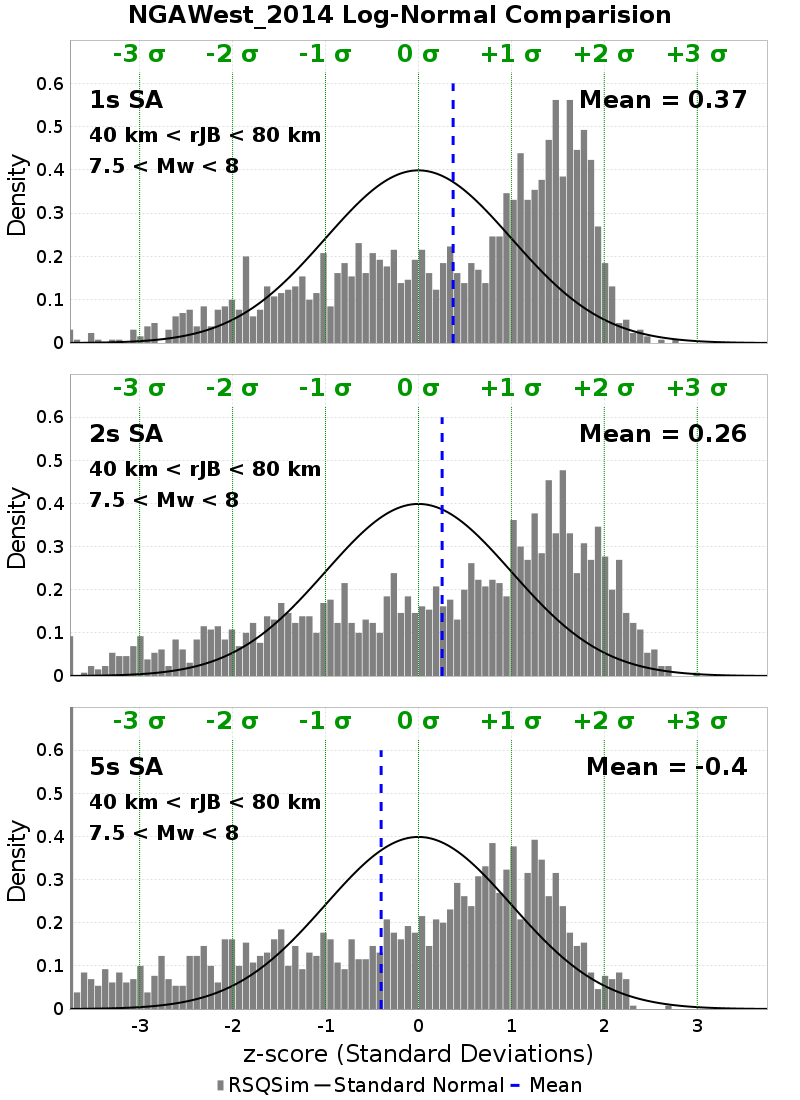 NGAWest_2014 Log-Normal Comparision
-3 σ -2 σ -1 σ 0 σ +1 σ +2 σ +3 σ
0.6
1s SA Mean = 0.37
0.5
40 km < rJB < 80 km
7.5 < Mw < 8
0.4
Density
0.3
0.2
0.1
0
-3 σ -2 σ -1 σ 0 σ +1 σ +2 σ +3 σ
0.6
2s SA Mean = 0.26
0.5
40 km < rJB < 80 km
7.5 < Mw < 8
0.4
Density
0.3
0.2
0.1
0
-3 σ -2 σ -1 σ 0 σ +1 σ +2 σ +3 σ
0.6
5s SA Mean = -0.4
0.5
40 km < rJB < 80 km
7.5 < Mw < 8
0.4
Density
0.3
0.2
0.1
0
-3 -2 -1 0 1 2 3
z-score (Standard Deviations)
RSQSim Standard Normal Mean